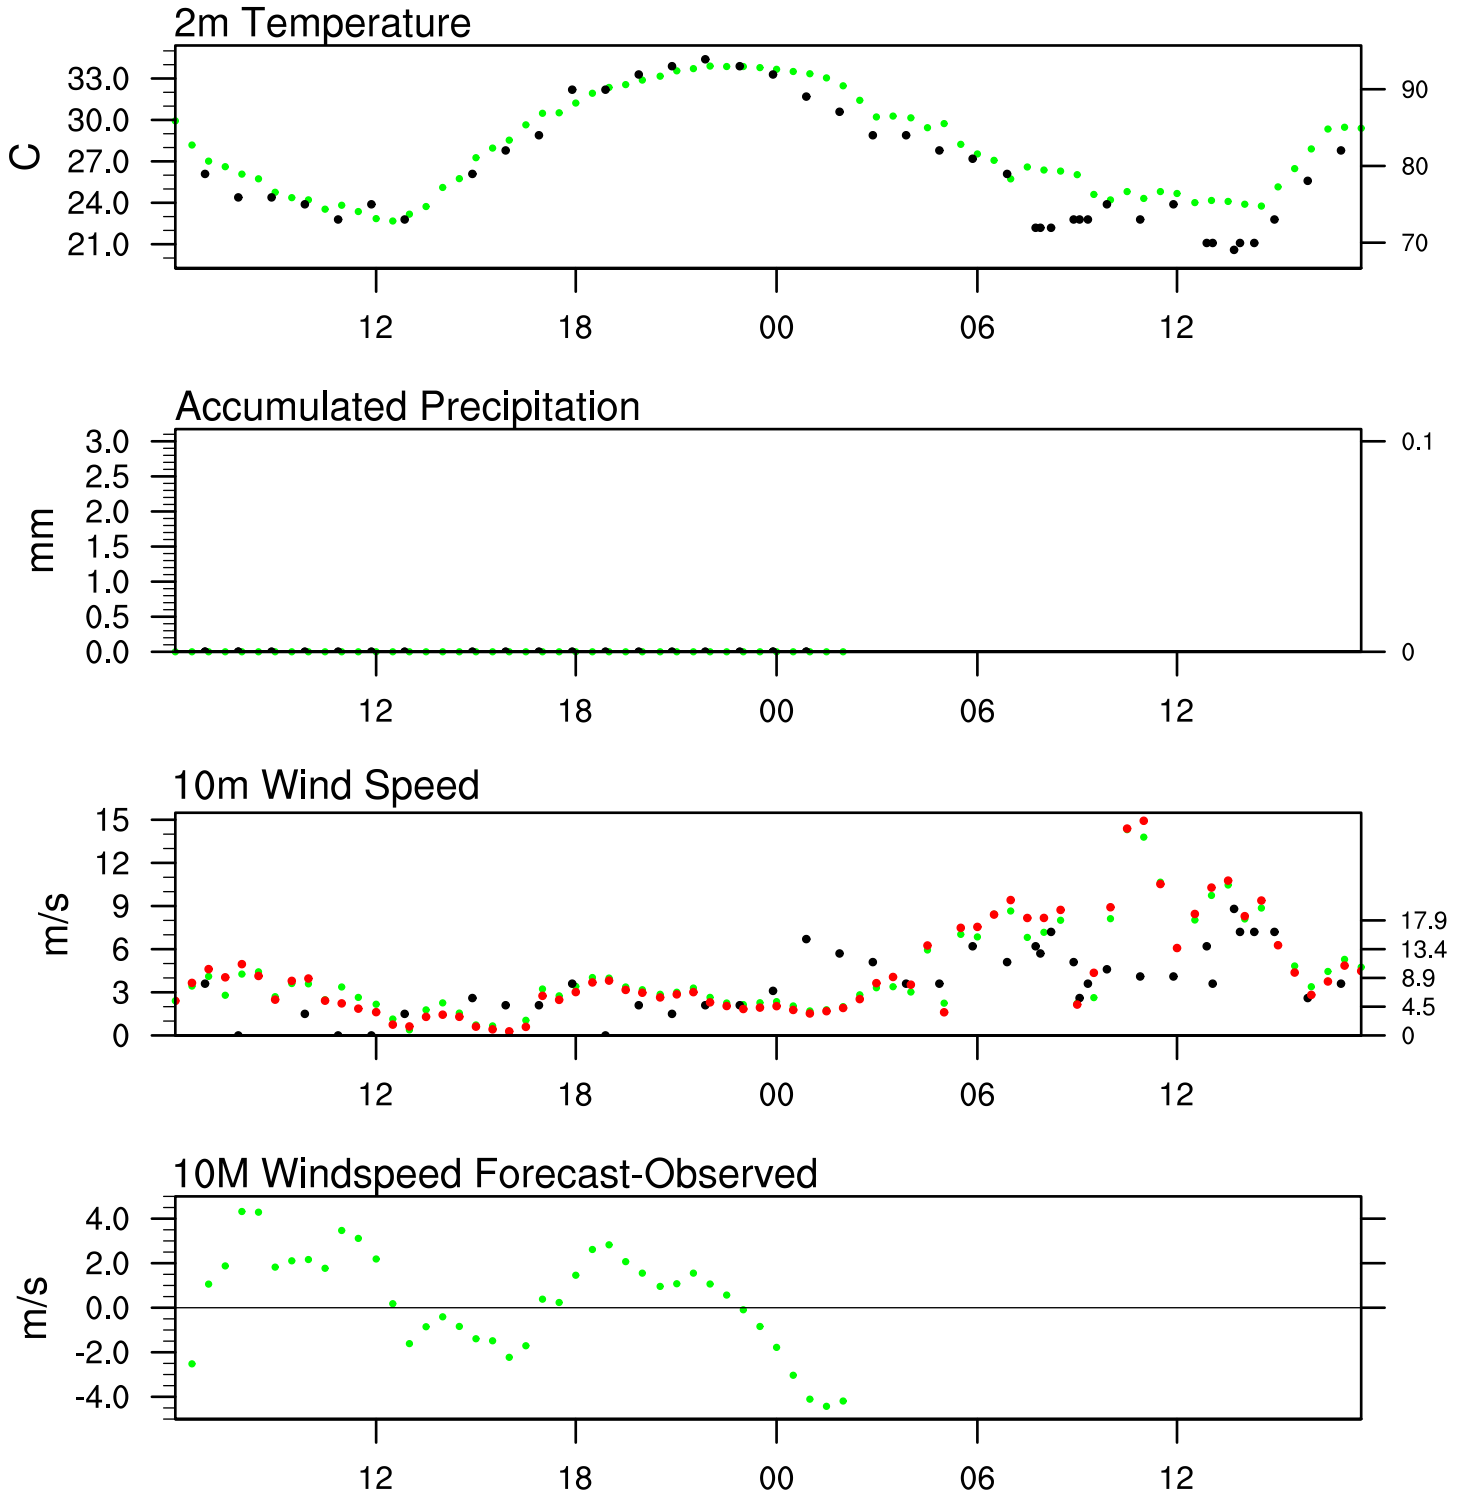 2m Temperature
33.0
30.0
27.0
24.0
21.0
C
90
80
70
12 18 00 06 12
Accumulated Precipitation
3.0
2.5
2.0
1.5
1.0
0.5
0.0
mm
0.1
0
12 18 00 06 12
10m Wind Speed
15
12
9
6
3
0
m/s
17.9
13.4
8.9
4.5
0
12 18 00 06 12
10M Windspeed Forecast-Observed
4.0
2.0
0.0
-2.0
-4.0
m/s
12 18 00 06 12